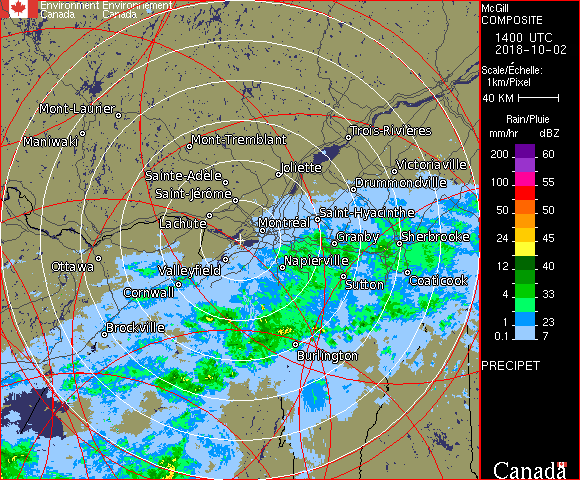 Environment Environnement
Canada Canada
McGill
COMPOSITE
1400 UTC
2018-10-02
Scale/Échelle:
1km/Pixel
40 KM
Rain/Pluie
mm/hr dBZ
200 60
100 55
50 50
24 45
12 40
4 33
1 23
0.1 7
PRECIPET
Canada
Mont-Laurier
Maniwaki
Trois-Rivières
Mont-Tremblant
Victoriaville
Joliette
Sainte-Adèle
Drummondville
Saint-Jérôme
Saint-Hyacinthe
Lachute
Montréal
Granby
Sherbrooke
Ottawa
Napierville
Valleyfield
Coaticook
Sutton
Cornwall
Brockville
Burlington